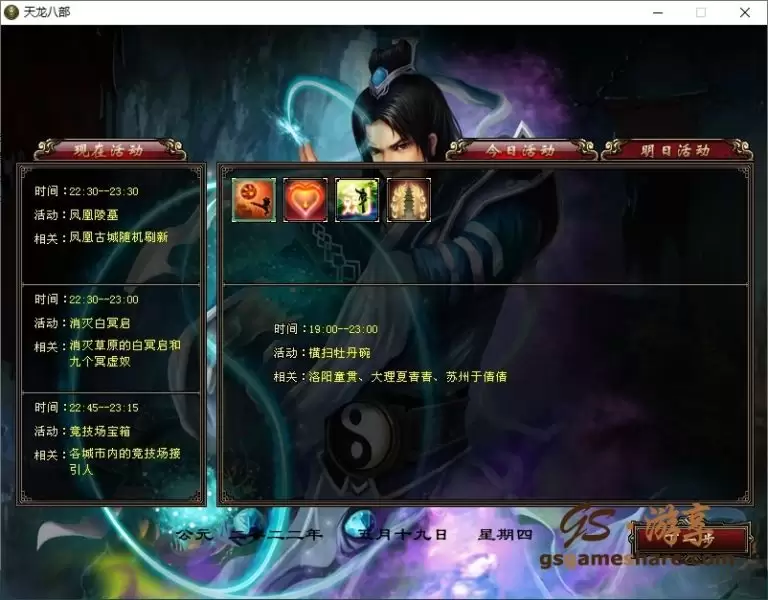 天龙八部
现在活动
今日活动
明日活动
时间：22:30--23:30
活动：凤凰陵墓
相关：凤凰古城随机刷新
时间：22:30--23:00
活动：消灭白冥启
相关：消灭草原的白冥启和
九个冥虚奴
时间：22:45--23:15
活动：竞技场宝箱
相关：各城市内的竞技场接
引人
时间：19:00--23:00
活动：横扫牡丹碗
相关：洛阳童贯、大理夏青青、苏州于倩倩
公元 二零二二年 五月十九日 星期四
GS 游享
gsgameshare.com